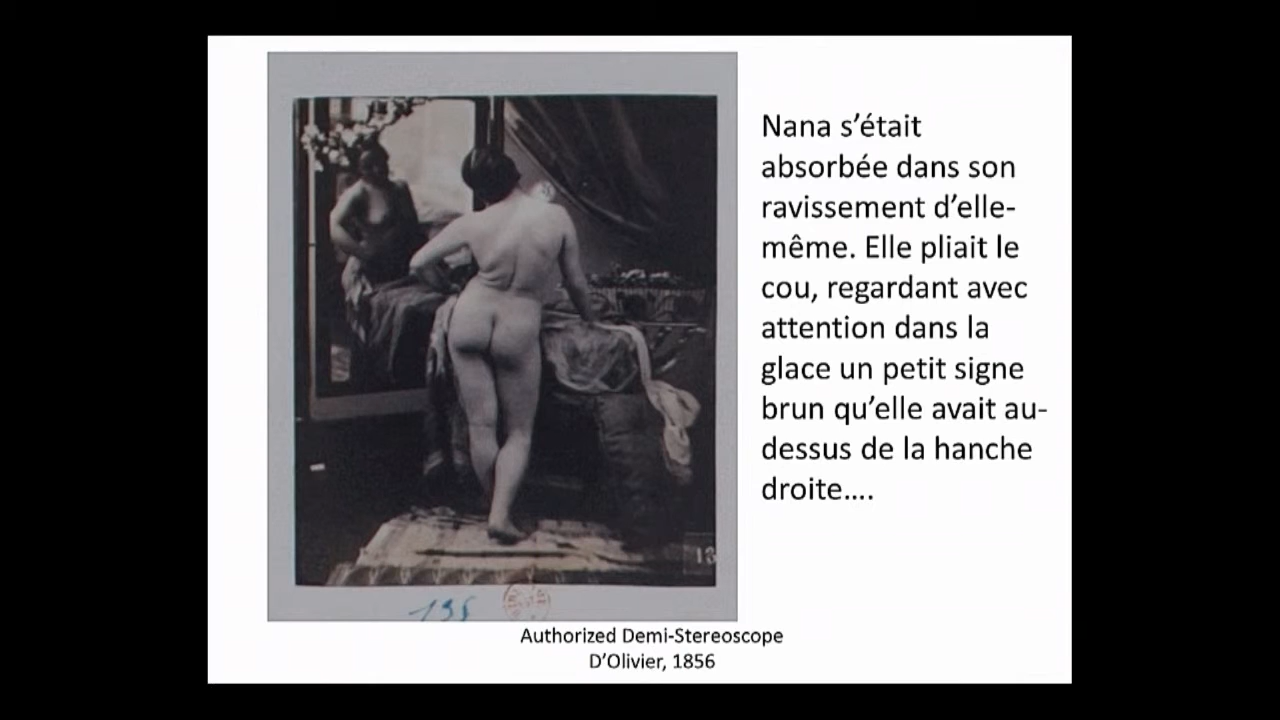 Nana s’était
absorbée dans son
ravissement d’elle-
même. Elle pliait le
cou, regardant avec
attention dans la
glace un petit signe
brun qu’elle avait au-
dessus de la hanche
droite….
13
195
Authorized Demi-Stereoscope
D’Olivier, 1856